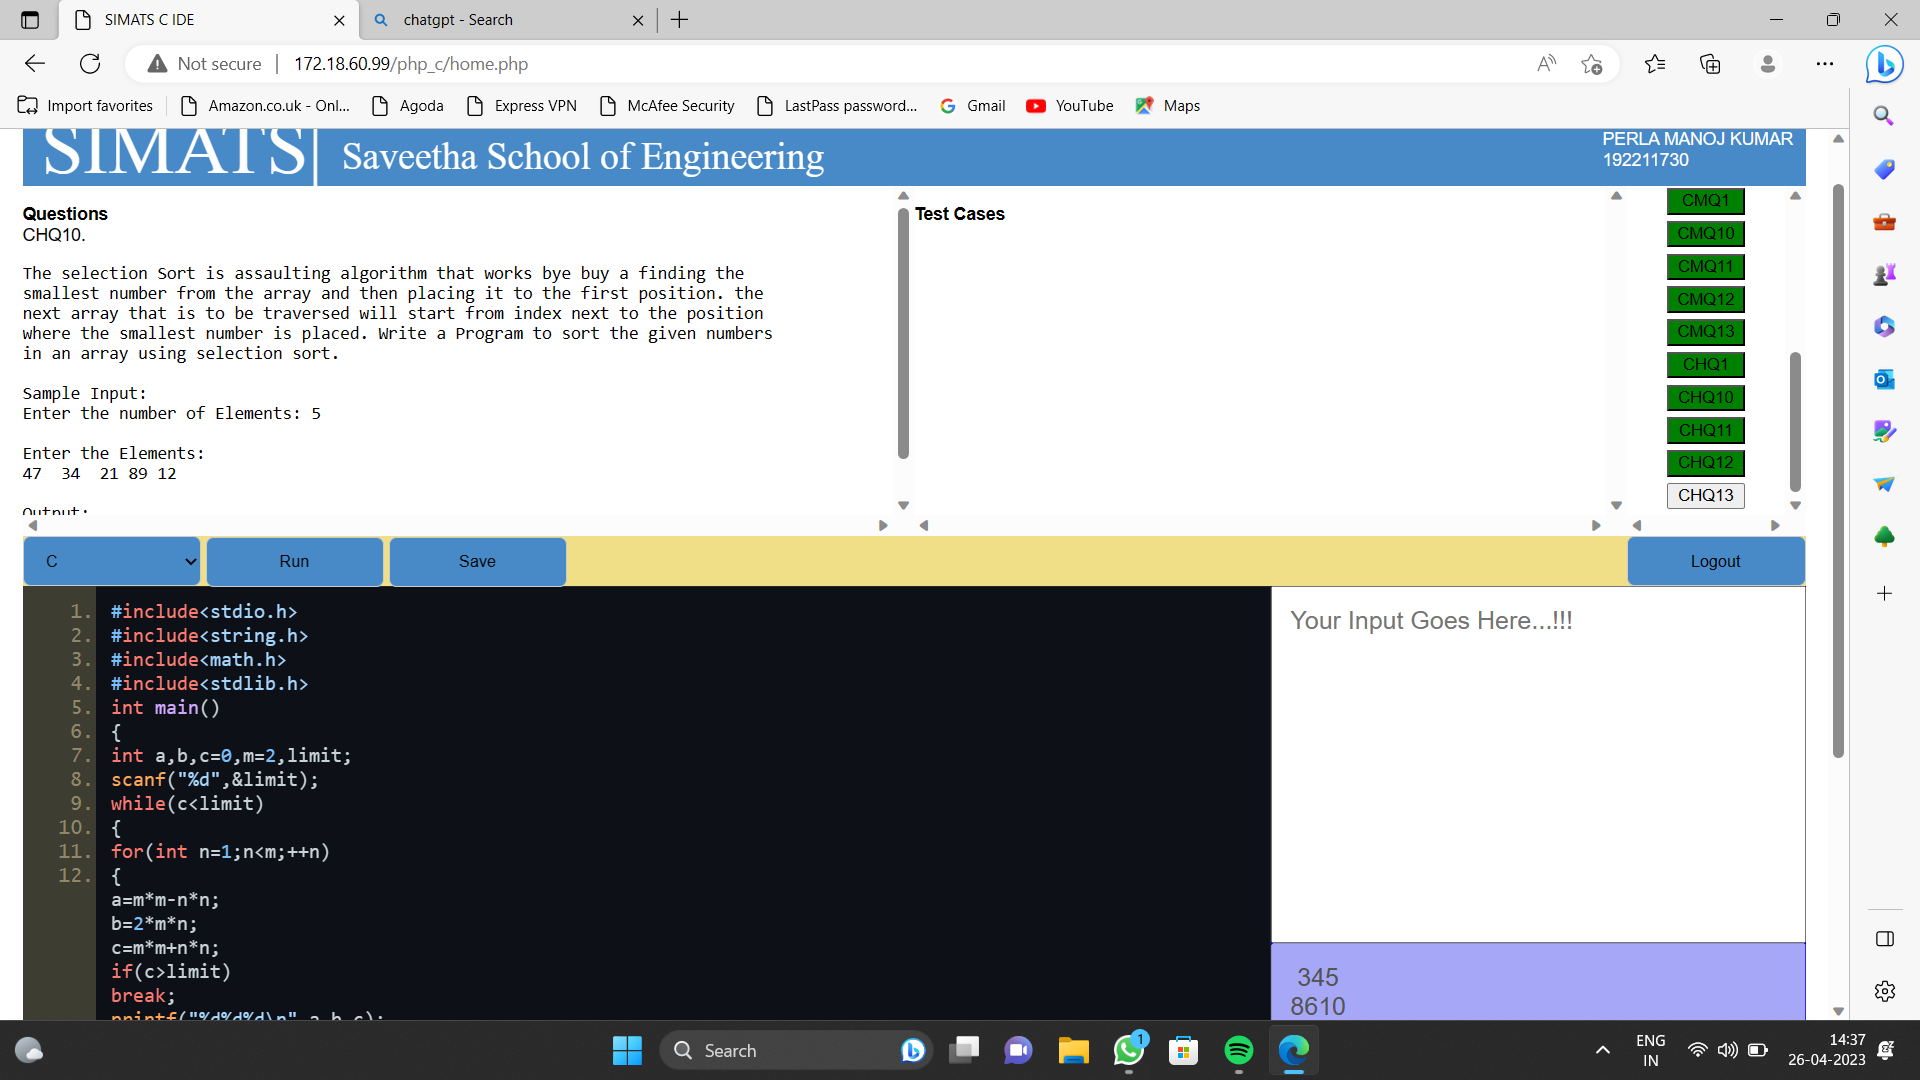 SIMATS C IDE
chatgpt - Search
Not secure
172.18.60.99/php_c/home.php
Import favorites
Amazon.co.uk - Onl...
Agoda
Express VPN
McAfee Security
LastPass password...
Gmail
YouTube
Maps
SIMATS
Saveetha School of Engineering
PERLA MANOJ KUMAR
192211730
Questions
CHQ10.
The selection Sort is assaulting algorithm that works bye buy a finding the
smallest number from the array and then placing it to the first position. the
next array that is to be traversed will start from index next to the position
where the smallest number is placed. Write a Program to sort the given numbers
in an array using selection sort.
Sample Input:
Enter the number of Elements: 5
Enter the Elements:
47  34  21 89 12
Output:
Test Cases
CMQ1
CMQ10
CMQ11
CMQ12
CMQ13
CHQ1
CHQ10
CHQ11
CHQ12
CHQ13
C
Run
Save
Logout
1. #include<stdio.h>
2. #include<string.h>
3. #include<math.h>
4. #include<stdlib.h>
5. int main()
6. {
7. int a,b,c=0,m=2,limit;
8. scanf("%d",&limit);
9. while(c<limit)
10. {
11. for(int n=1;n<m;++n)
12. {
a=m*m-n*n;
b=2*m*n;
c=m*m+n*n;
if(c>limit)
break;
printf("%d%d%d\n",a,b,c);
Your Input Goes Here...!!!
345
8610
Search
1
ENG
IN
14:37
26-04-2023